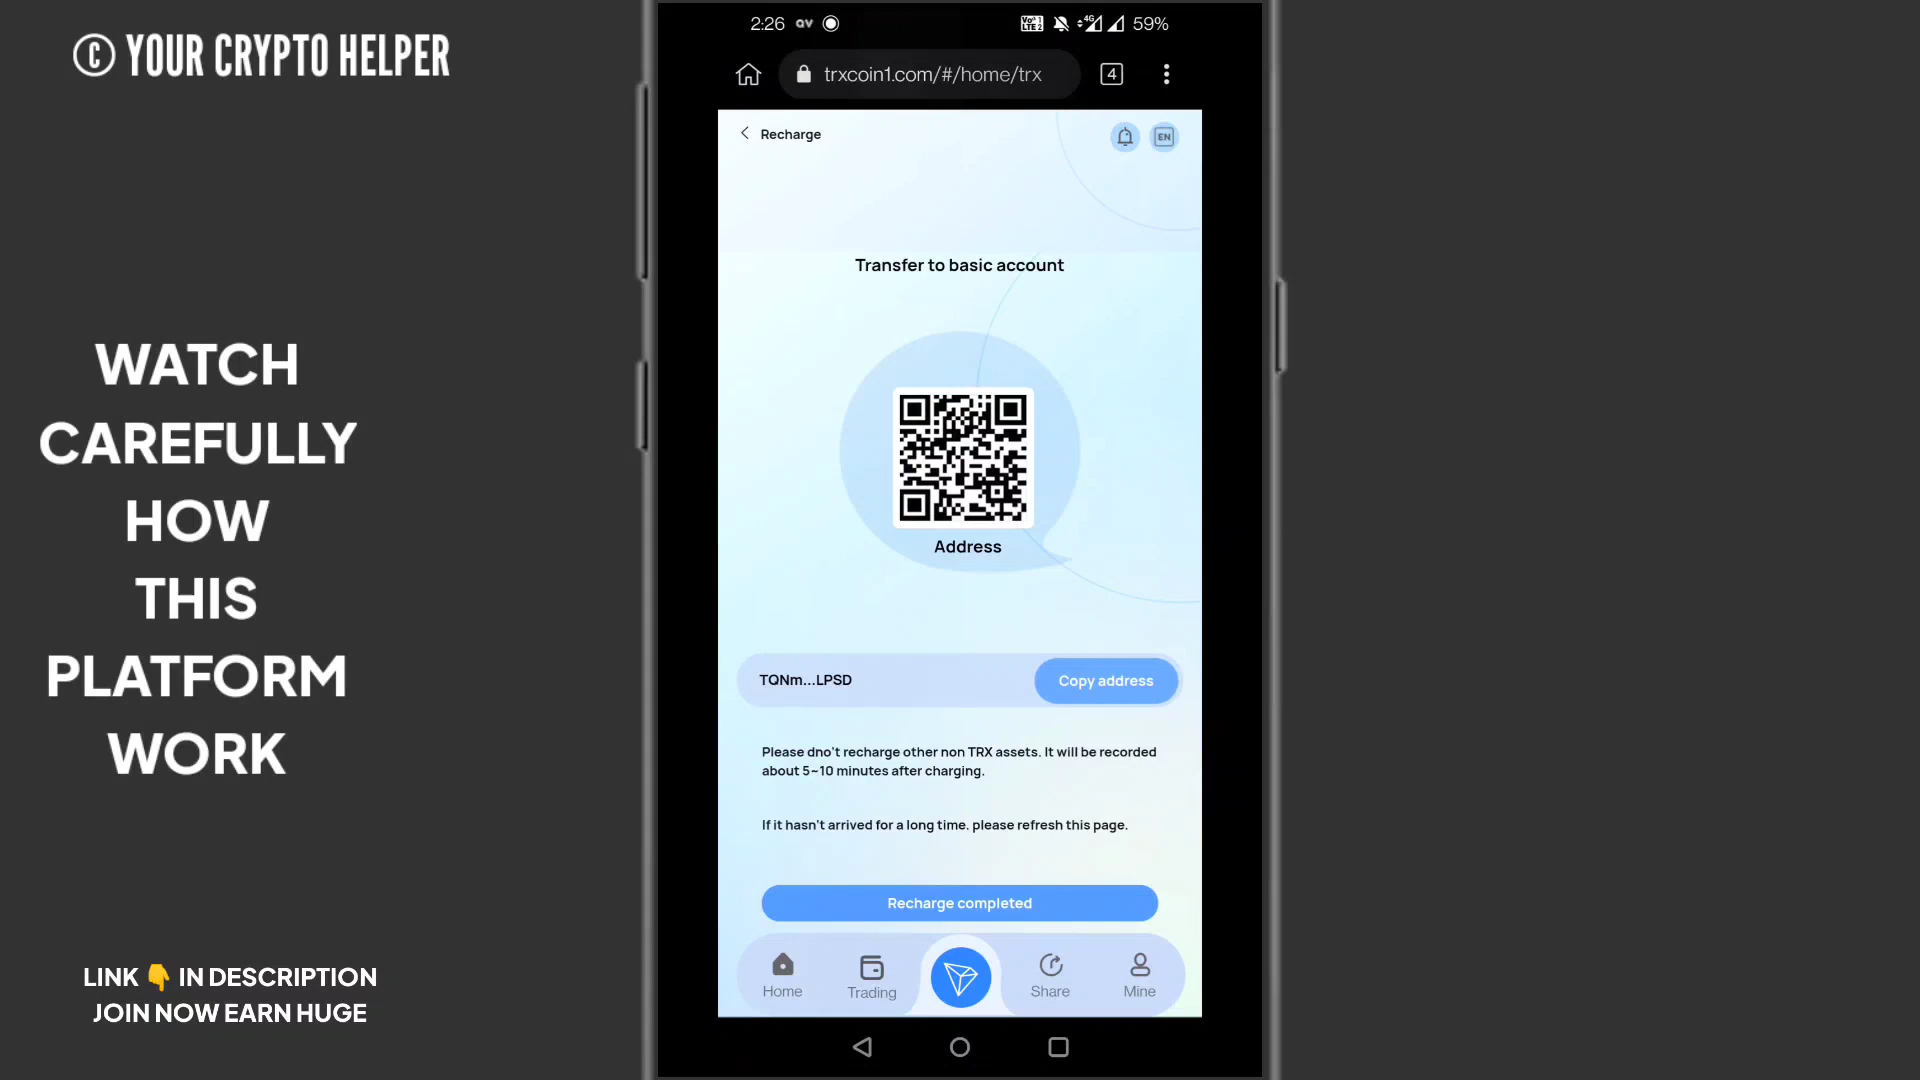 © YOUR CRYPTO HELPER
WATCH
CAREFULLY
HOW
THIS
PLATFORM
WORK
LINK 👇 IN DESCRIPTION
JOIN NOW EARN HUGE
2:26
4G
59%
trxcoin1.com/#/home/trx
4
Recharge
EN
Transfer to basic account
Address
TQNm...LPSD
Copy address
Please dno't recharge other non TRX assets. It will be recorded
about 5~10 minutes after charging.
If it hasn't arrived for a long time. please refresh this page.
Recharge completed
Home
Trading
Share
Mine